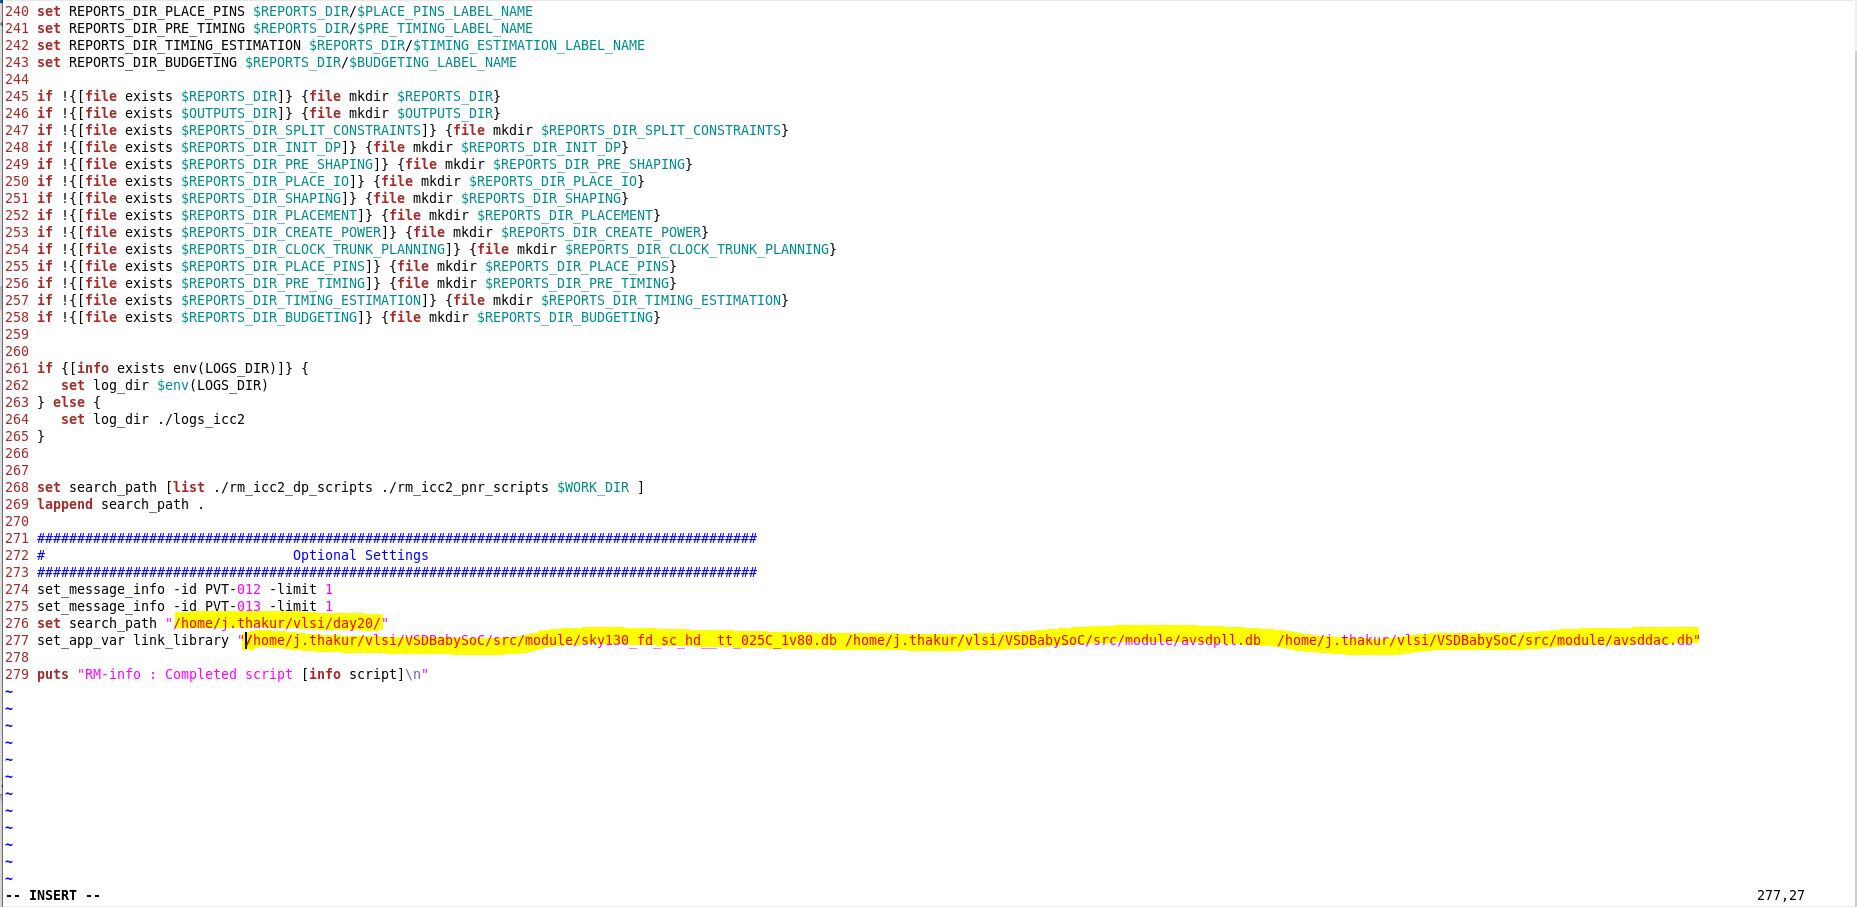 240 set REPORTS_DIR_PLACE_PINS $REPORTS_DIR/$PLACE_PINS_LABEL_NAME
241 set REPORTS_DIR_PRE_TIMING $REPORTS_DIR/$PRE_TIMING_LABEL_NAME
242 set REPORTS_DIR_TIMING_ESTIMATION $REPORTS_DIR/$TIMING_ESTIMATION_LABEL_NAME
243 set REPORTS_DIR_BUDGETING $REPORTS_DIR/$BUDGETING_LABEL_NAME
244
245 if !{[file exists $REPORTS_DIR]} {file mkdir $REPORTS_DIR}
246 if !{[file exists $OUTPUTS_DIR]} {file mkdir $OUTPUTS_DIR}
247 if !{[file exists $REPORTS_DIR_SPLIT_CONSTRAINTS]} {file mkdir $REPORTS_DIR_SPLIT_CONSTRAINTS}
248 if !{[file exists $REPORTS_DIR_INIT_DP]} {file mkdir $REPORTS_DIR_INIT_DP}
249 if !{[file exists $REPORTS_DIR_PRE_SHAPING]} {file mkdir $REPORTS_DIR_PRE_SHAPING}
250 if !{[file exists $REPORTS_DIR_PLACE_IO]} {file mkdir $REPORTS_DIR_PLACE_IO}
251 if !{[file exists $REPORTS_DIR_SHAPING]} {file mkdir $REPORTS_DIR_SHAPING}
252 if !{[file exists $REPORTS_DIR_PLACEMENT]} {file mkdir $REPORTS_DIR_PLACEMENT}
253 if !{[file exists $REPORTS_DIR_CREATE_POWER]} {file mkdir $REPORTS_DIR_CREATE_POWER}
254 if !{[file exists $REPORTS_DIR_CLOCK_TRUNK_PLANNING]} {file mkdir $REPORTS_DIR_CLOCK_TRUNK_PLANNING}
255 if !{[file exists $REPORTS_DIR_PLACE_PINS]} {file mkdir $REPORTS_DIR_PLACE_PINS}
256 if !{[file exists $REPORTS_DIR_PRE_TIMING]} {file mkdir $REPORTS_DIR_PRE_TIMING}
257 if !{[file exists $REPORTS_DIR_TIMING_ESTIMATION]} {file mkdir $REPORTS_DIR_TIMING_ESTIMATION}
258 if !{[file exists $REPORTS_DIR_BUDGETING]} {file mkdir $REPORTS_DIR_BUDGETING}
259
260
261 if {[info exists env(LOGS_DIR)]} {
262    set log_dir $env(LOGS_DIR)
263 } else {
264    set log_dir ./logs_icc2
265 }
266
267
268 set search_path [list ./rm_icc2_dp_scripts ./rm_icc2_pnr_scripts $WORK_DIR ]
269 lappend search_path .
270
271 ##########################################################################################
272 #                               Optional Settings
273 ##########################################################################################
274 set_message_info -id PVT-012 -limit 1
275 set_message_info -id PVT-013 -limit 1
276 set search_path "/home/j.thakur/vlsi/day20/"
277 set_app_var link_library "/home/j.thakur/vlsi/VSDBabySoC/src/module/sky130_fd_sc_hd__tt_025C_1v80.db /home/j.thakur/vlsi/VSDBabySoC/src/module/avsdpll.db  /home/j.thakur/vlsi/VSDBabySoC/src/module/avsddac.db"
278
279 puts "RM-info : Completed script [info script]\n"
~
~
~
~
~
~
~
~
~
~
~
~
-- INSERT -- 277,27